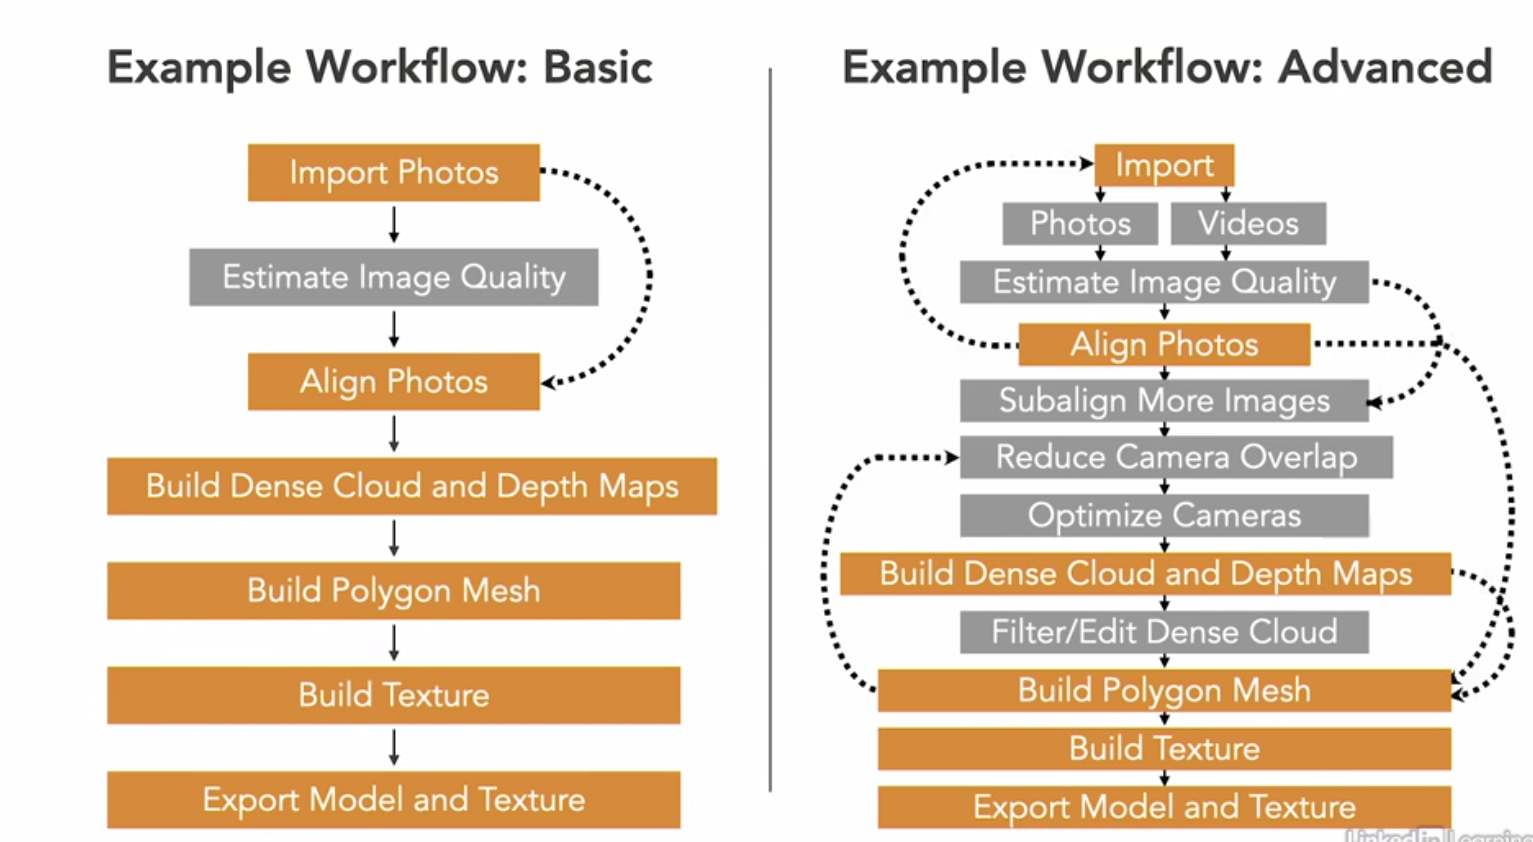 Example Workflow: Basic
Import Photos
Estimate Image Quality
Align Photos
Build Dense Cloud and Depth Maps
Build Polygon Mesh
Build Texture
Export Model and Texture
Example Workflow: Advanced
Import
Photos
Videos
Estimate Image Quality
Align Photos
Subalign More Images
Reduce Camera Overlap
Optimize Cameras
Build Dense Cloud and Depth Maps
Filter/Edit Dense Cloud
Build Polygon Mesh
Build Texture
Export Model and Texture
Linked in Learning